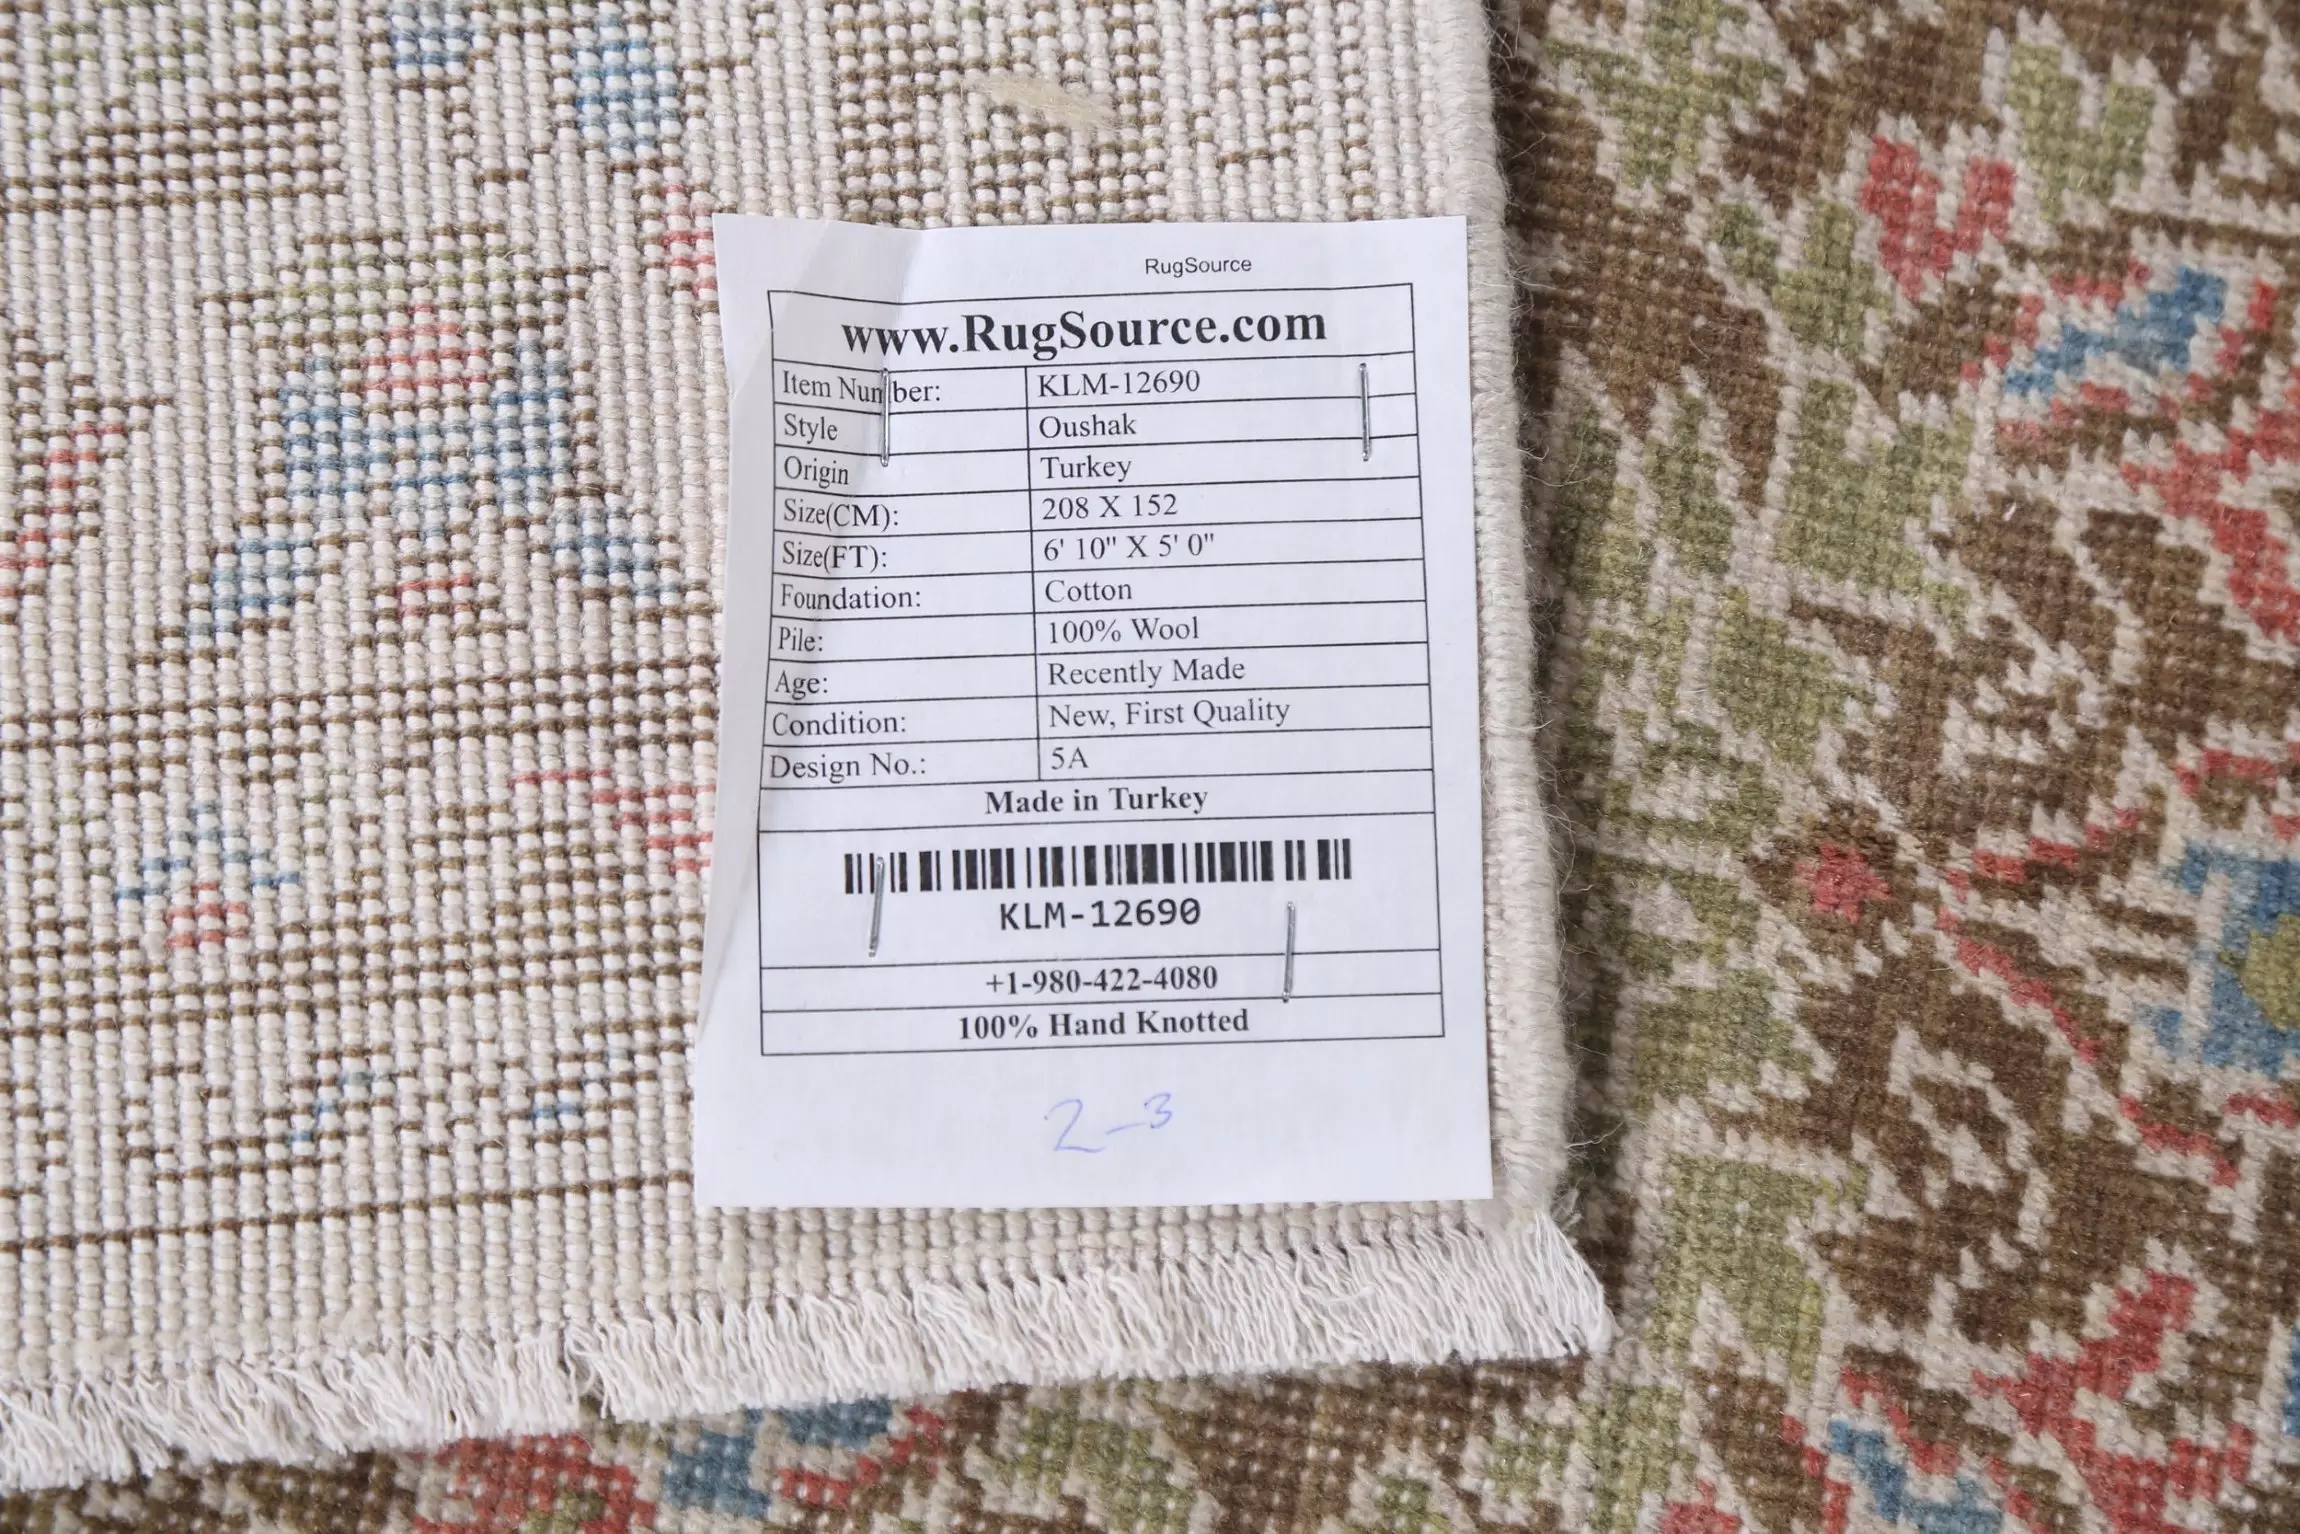 RugSource
www.RugSource.com
Item Number: KLM-12690
Style Oushak
Origin Turkey
Size(CM): 208 X 152
Size(FT): 6' 10" X 5' 0"
Foundation: Cotton
Pile: 100% Wool
Age: Recently Made
Condition: New, First Quality
Design No.: 5A
Made in Turkey
KLM-12690
+1-980-422-4080
100% Hand Knotted
2-3